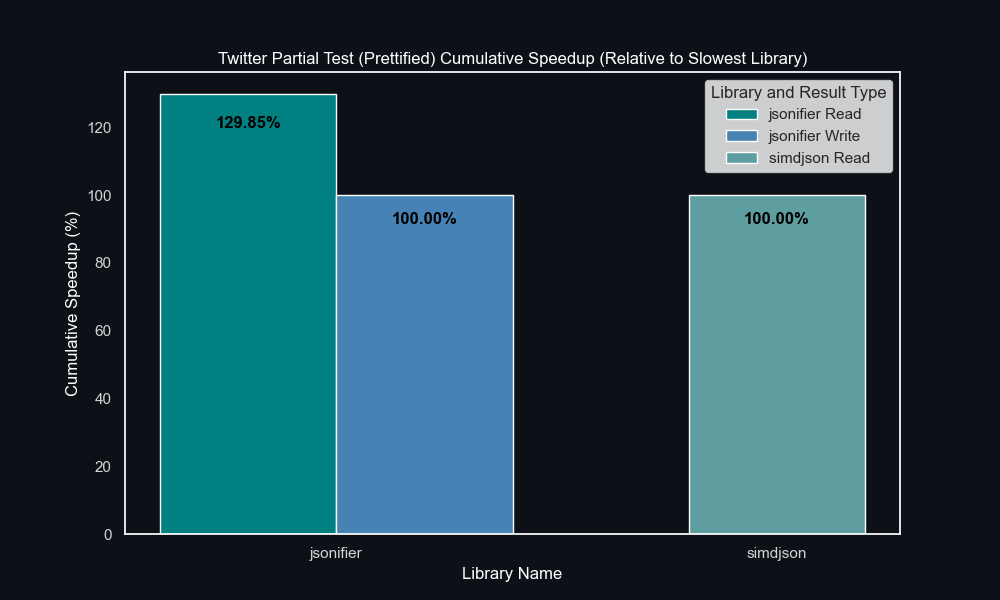 Twitter Partial Test (Prettified) Cumulative Speedup (Relative to Slowest Library)
Library and Result Type
jsonifier Read
jsonifier Write
simdjson Read
129.85%
100.00%
100.00%
Cumulative Speedup (%)
120
100
80
60
40
20
0
jsonifier
simdjson
Library Name